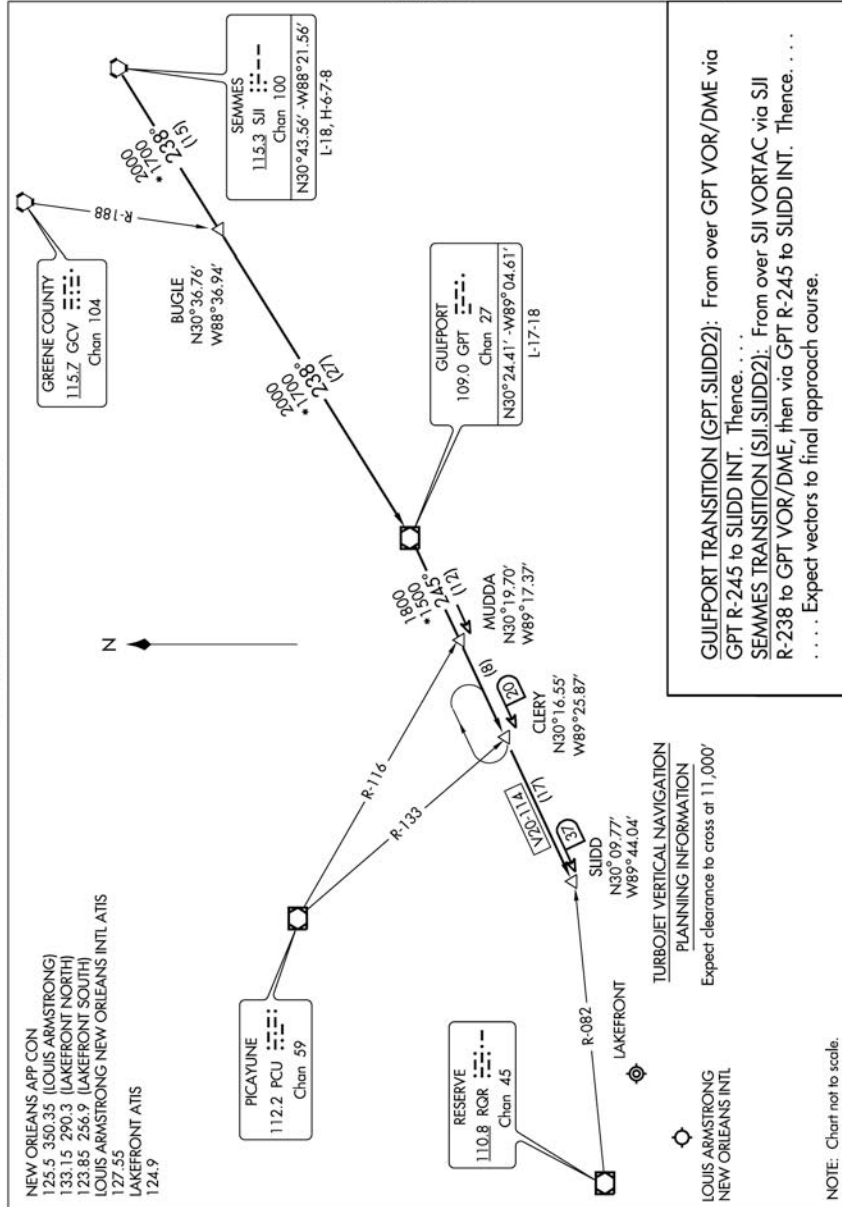 NEW ORLEANS APP CON
125.5 350.35 (LOUIS ARMSTRONG)
133.15 290.3 (LAKEFRONT NORTH)
123.85 256.9 (LAKEFRONT SOUTH)
LOUIS ARMSTRONG NEW ORLEANS INTL ATIS
127.55
LAKEFRONT ATIS
124.9
GREENE COUNTY
115.7 GCV
Chan 104
SEMMES
115.3 SJI
Chan 100
N30°43.56' -W88°21.56'
L-18, H-6-7-8
R-188
2000
*1700
238°
(15)
BUGLE
N30°36.76'
W88°36.94'
2000
*1700
238°
(27)
N
GULFPORT
109.0 GPT
Chan 27
N30°24.41' -W89°04.61'
L-17-18
1800
*1500
245°
(12)
MUDDA
N30°19.70'
W89°17.37'
R-116
R-133
(8)
20
CLERY
N30°16.55'
W89°25.87'
PICAYUNE
112.2 PCU
Chan 59
V20-114
(17)
37
SLIDD
N30°09.77'
W89°44.04'
RESERVE
110.8 RQR
Chan 45
R-082
LAKEFRONT
LOUIS ARMSTRONG
NEW ORLEANS INTL
TURBOJET VERTICAL NAVIGATION
PLANNING INFORMATION
Expect clearance to cross at 11,000'
NOTE: Chart not to scale.
GULFPORT TRANSITION (GPT.SLIDD2): From over GPT VOR/DME via
GPT R-245 to SLIDD INT. Thence. . . .
SEMMES TRANSITION (SJI.SLIDD2): From over SJI VORTAC via SJI
R-238 to GPT VOR/DME, then via GPT R-245 to SLIDD INT. Thence. . . .
. . . . Expect vectors to final approach course.